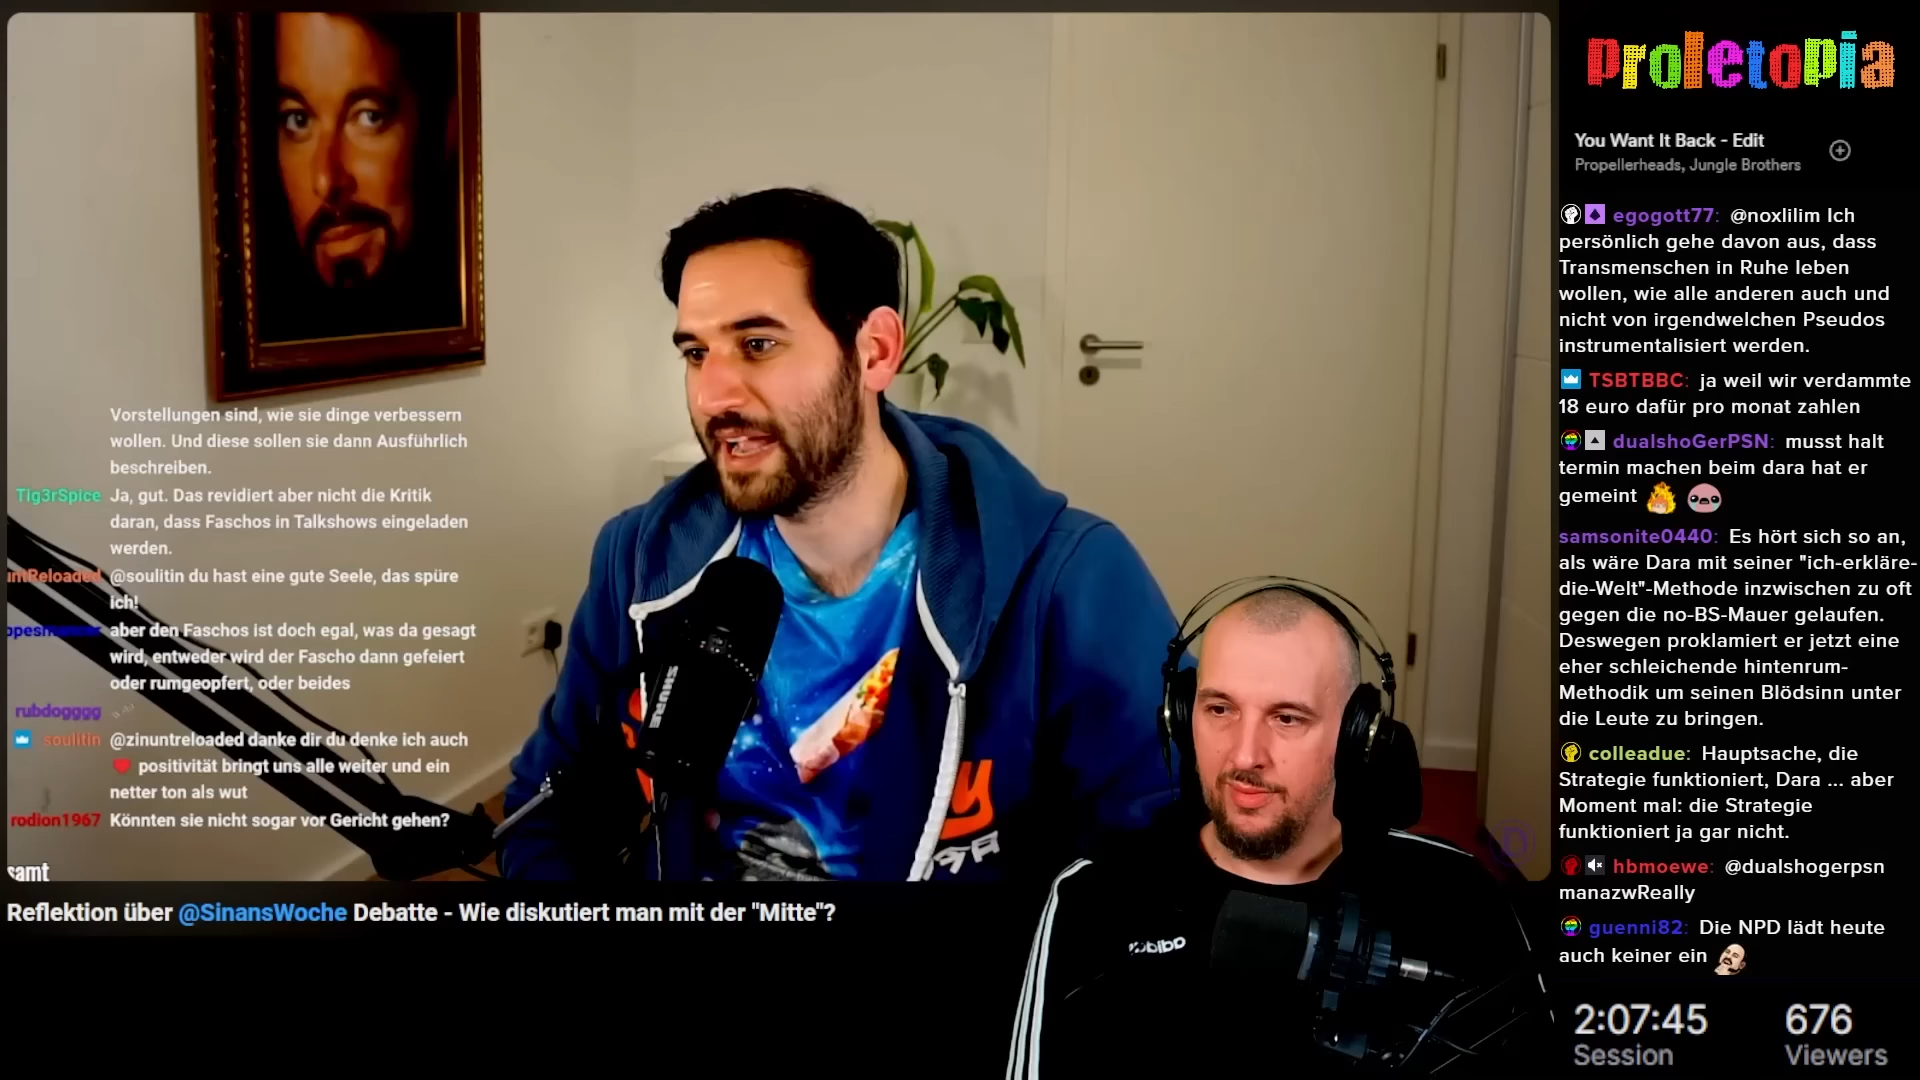 Vorstellungen sind, wie sie dinge verbessern
wollen. Und diese sollen sie dann Ausführlich
beschreiben.
Tig3rSpice Ja, gut. Das revidiert aber nicht die Kritik
daran, dass Faschos in Talkshows eingeladen
werden.
ntReloaded @soulitin du hast eine gute Seele, das spüre
ich!
aber den Faschos ist doch egal, was da gesagt
wird, entweder wird der Fascho dann gefeiert
oder rumgeopfert, oder beides
rubdogggg
soulitin @zinuntreloaded danke dir du denke ich auch
positivität bringt uns alle weiter und ein
netter ton als wut
rodion1967 Könnten sie nicht sogar vor Gericht gehen?
samt
Reflektion über @SinansWoche Debatte - Wie diskutiert man mit der "Mitte"?
SHURE
Proletopia
You Want It Back - Edit
Propellerheads, Jungle Brothers
egogott77: @noxlilim Ich
persönlich gehe davon aus, dass
Transmenschen in Ruhe leben
wollen, wie alle anderen auch und
nicht von irgendwelchen Pseudos
instrumentalisiert werden.
TSBTBBC: ja weil wir verdammte
18 euro dafür pro monat zahlen
dualshoGerPSN: musst halt
termin machen beim dara hat er
gemeint
samsonite0440: Es hört sich so an,
als wäre Dara mit seiner "ich-erkläre-
die-Welt"-Methode inzwischen zu oft
gegen die no-BS-Mauer gelaufen.
Deswegen proklamiert er jetzt eine
eher schleichende hintenrum-
Methodik um seinen Blödsinn unter
die Leute zu bringen.
colleadue: Hauptsache, die
Strategie funktioniert, Dara ... aber
Moment mal: die Strategie
funktioniert ja gar nicht.
hbmoewe: @dualshogerpsn
manazwReally
guenni82: Die NPD lädt heute
auch keiner ein
2:07:45 676
Session Viewers